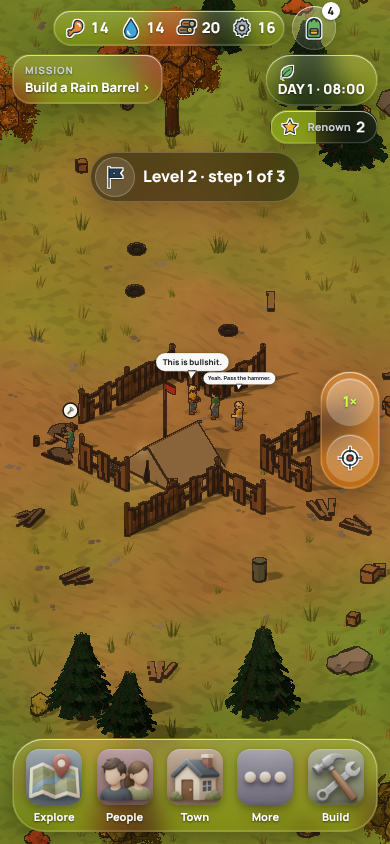 14 14 20 16
4
MISSION
Build a Rain Barrel ›
DAY 1 · 08:00
Renown 2
Level 2 · step 1 of 3
This is bullshit.
Yeah. Pass the hammer.
1×
Explore
People
Town
More
Build